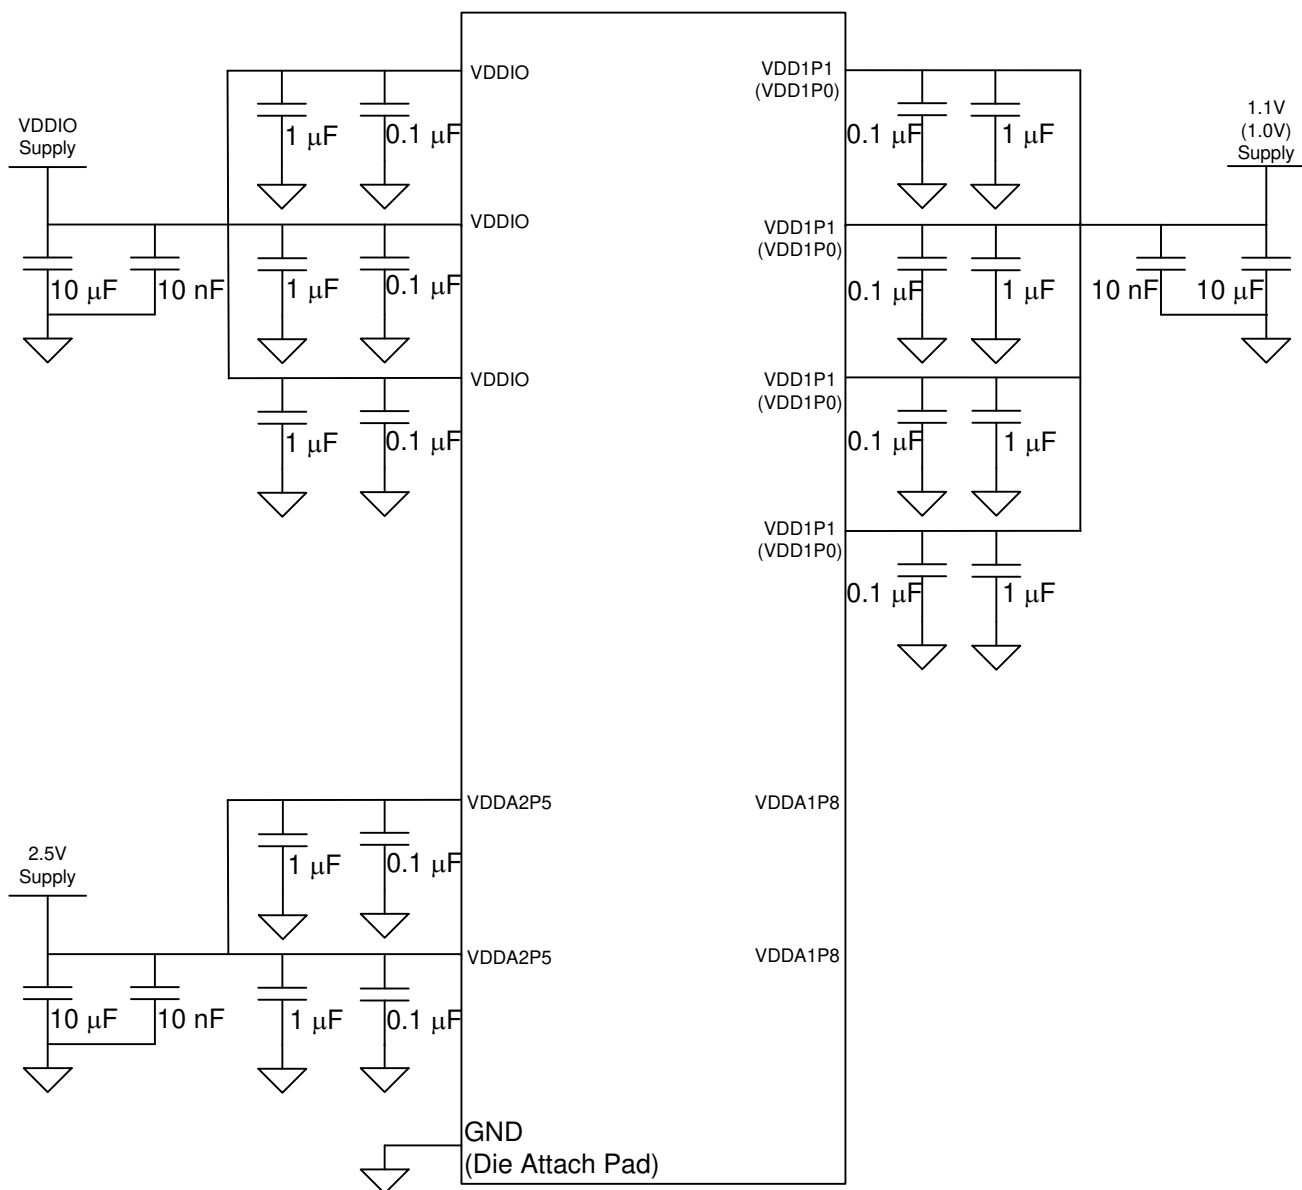 VDDIO
Supply
10 μF
10 nF
VDDIO
1 μF
0.1 μF
VDDIO
1 μF
0.1 μF
VDDIO
1 μF
0.1 μF
VDD1P1
(VDD1P0)
0.1 μF
1 μF
VDD1P1
(VDD1P0)
0.1 μF
1 μF
VDD1P1
(VDD1P0)
0.1 μF
1 μF
VDD1P1
(VDD1P0)
0.1 μF
1 μF
1.1V
(1.0V)
Supply
10 nF
10 μF
2.5V
Supply
10 μF
10 nF
VDDA2P5
1 μF
0.1 μF
VDDA2P5
1 μF
0.1 μF
VDDA1P8
VDDA1P8
GND
(Die Attach Pad)